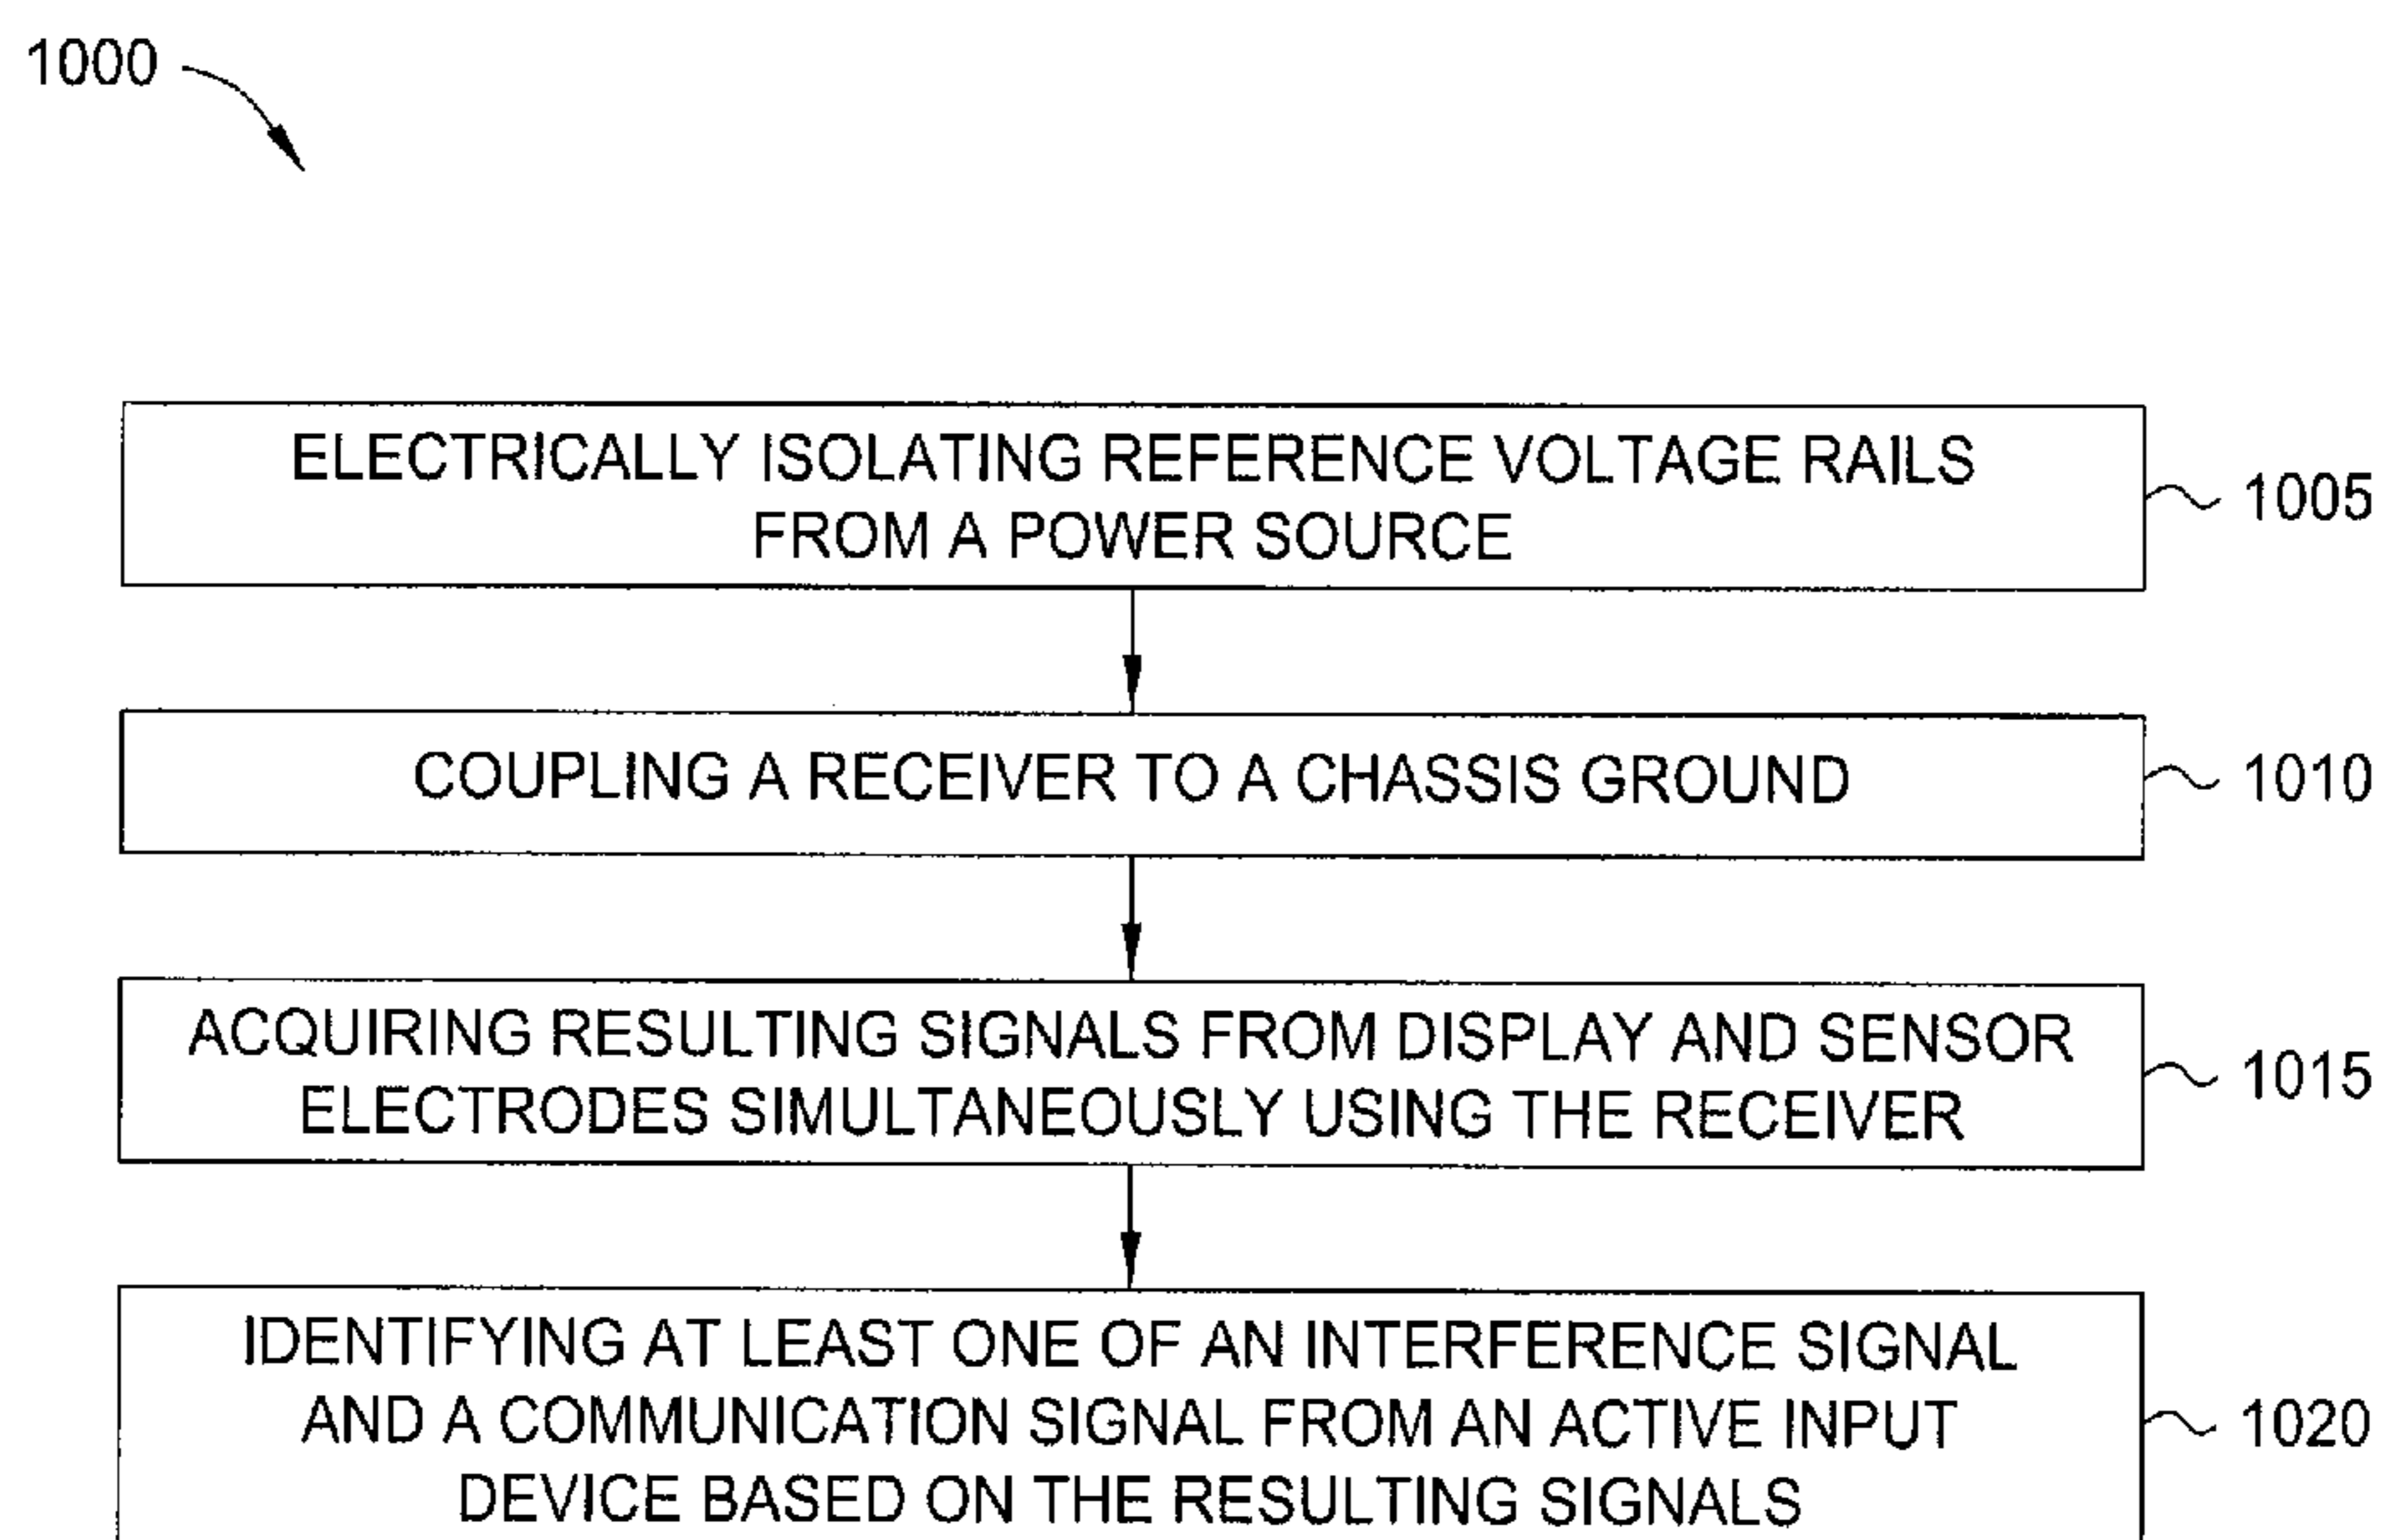 1000
ELECTRICALLY ISOLATING REFERENCE VOLTAGE RAILS
FROM A POWER SOURCE
1005
COUPLING A RECEIVER TO A CHASSIS GROUND
1010
ACQUIRING RESULTING SIGNALS FROM DISPLAY AND SENSOR
ELECTRODES SIMULTANEOUSLY USING THE RECEIVER
1015
IDENTIFYING AT LEAST ONE OF AN INTERFERENCE SIGNAL
AND A COMMUNICATION SIGNAL FROM AN ACTIVE INPUT
DEVICE BASED ON THE RESULTING SIGNALS
1020